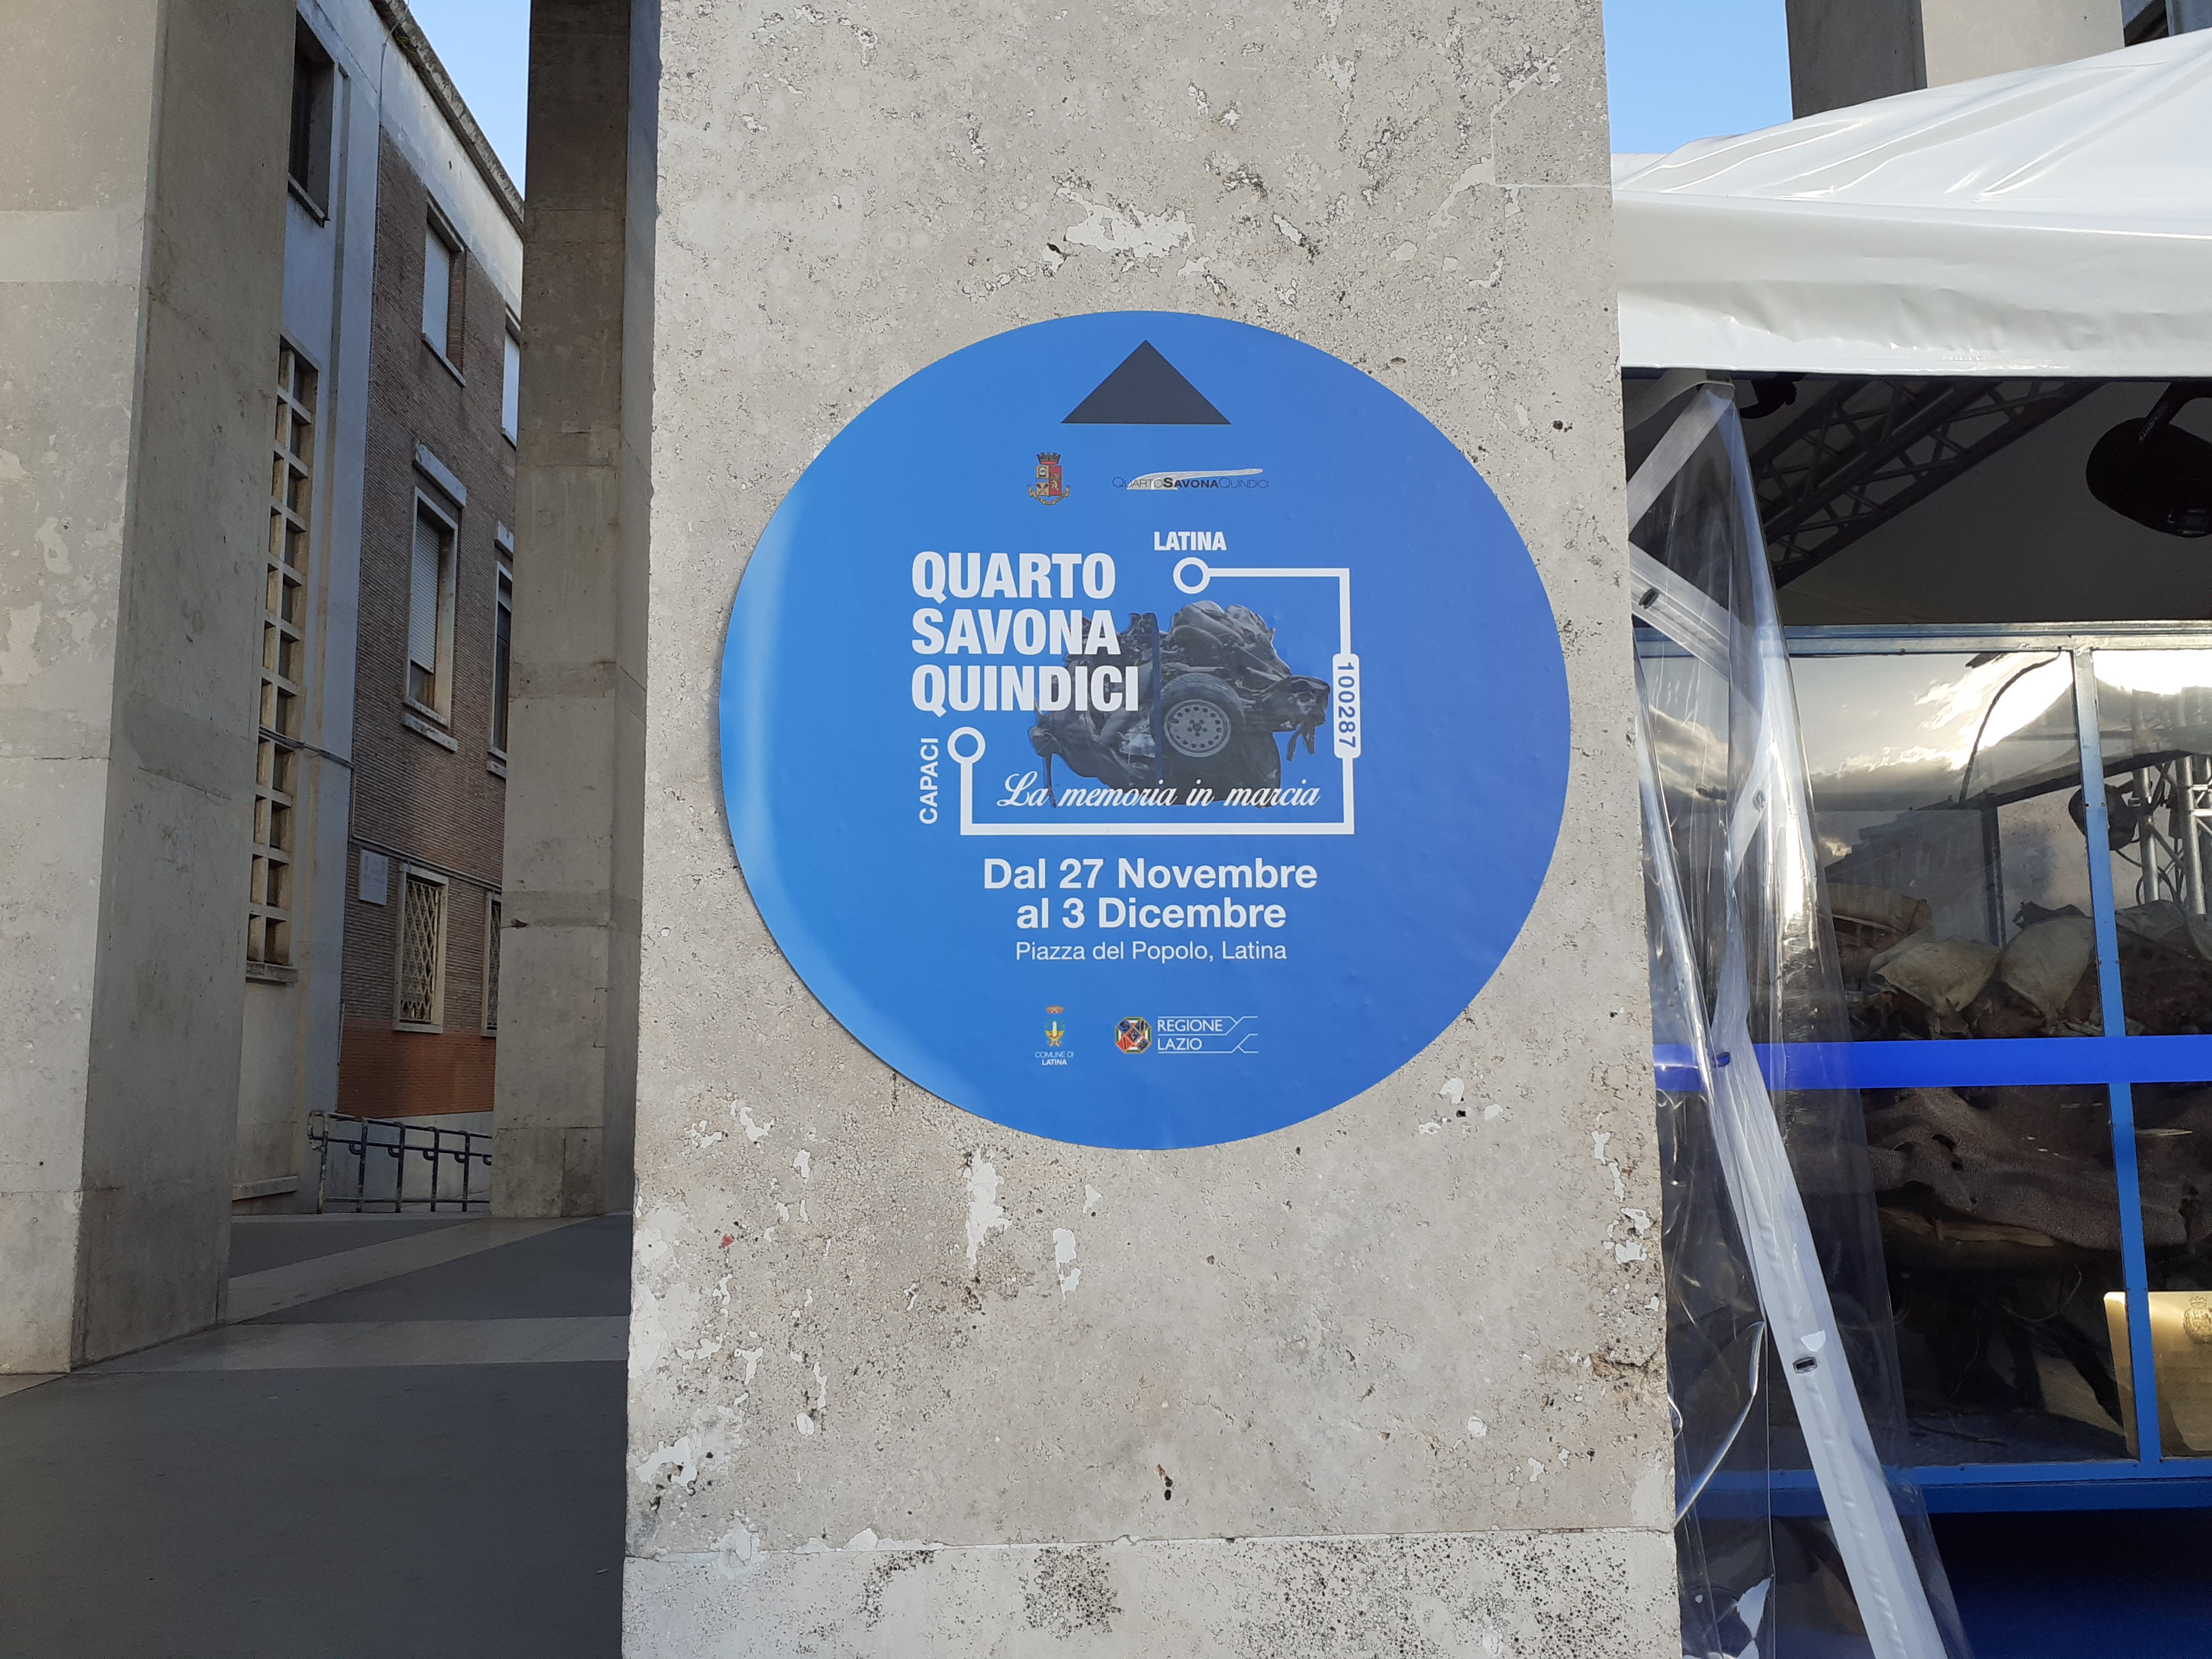 QUARTOSAVONAQUINDICI
LATINA
QUARTO
SAVONA
QUINDICI
100287
CAPACI
La memoria in marcia
Dal 27 Novembre
al 3 Dicembre
Piazza del Popolo, Latina
COMUNE DI
LATINA
REGIONE
LAZIO